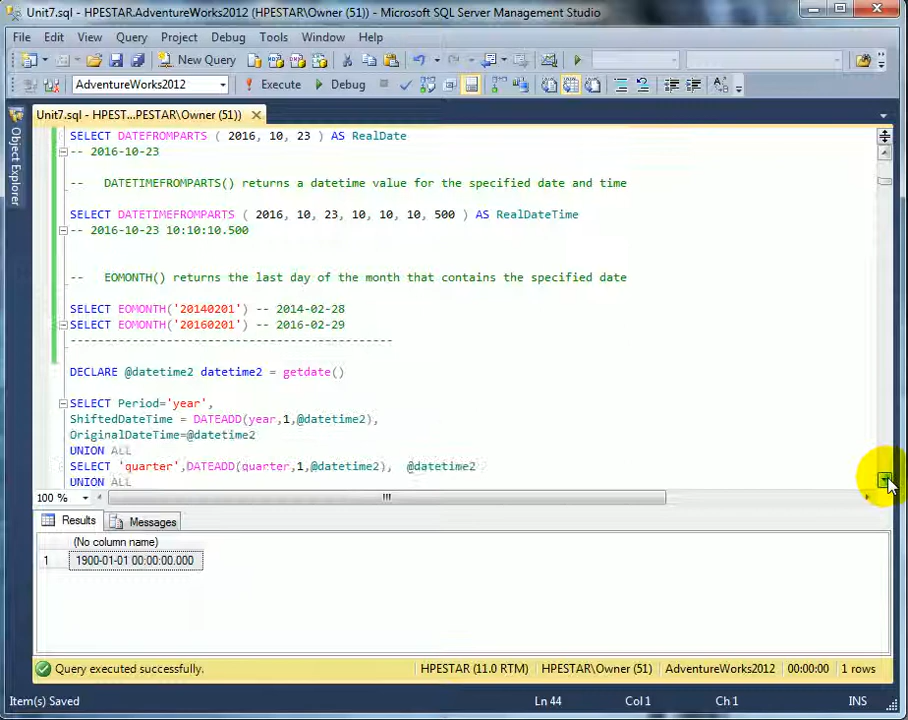 Unit7.sql - HPESTAR.AdventureWorks2012 (HPESTAR\Owner (51)) - Microsoft SQL Server Management Studio
File Edit View Query Project Debug Tools Window Help
New Query
AdventureWorks2012 Execute Debug
Unit7.sql - HPEST...PESTAR\Owner (51))
Object Explorer
SELECT DATEFROMPARTS ( 2016, 10, 23 ) AS RealDate
-- 2016-10-23
-- DATETIMEFROMPARTS() returns a datetime value for the specified date and time
SELECT DATETIMEFROMPARTS ( 2016, 10, 23, 10, 10, 10, 500 ) AS RealDateTime
-- 2016-10-23 10:10:10.500
-- EOMONTH() returns the last day of the month that contains the specified date
SELECT EOMONTH('20140201') -- 2014-02-28
SELECT EOMONTH('20160201') -- 2016-02-29
-----------------------------------------------
DECLARE @datetime2 datetime2 = getdate()
SELECT Period='year',
ShiftedDateTime = DATEADD(year,1,@datetime2),
OriginalDateTime=@datetime2
UNION ALL
SELECT 'quarter',DATEADD(quarter,1,@datetime2), @datetime2
UNION ALL
100 %
Results Messages
(No column name)
1 1900-01-01 00:00:00.000
Query executed successfully. HPESTAR (11.0 RTM) HPESTAR\Owner (51) AdventureWorks2012 00:00:00 1 rows
Item(s) Saved Ln 44 Col 1 Ch 1 INS